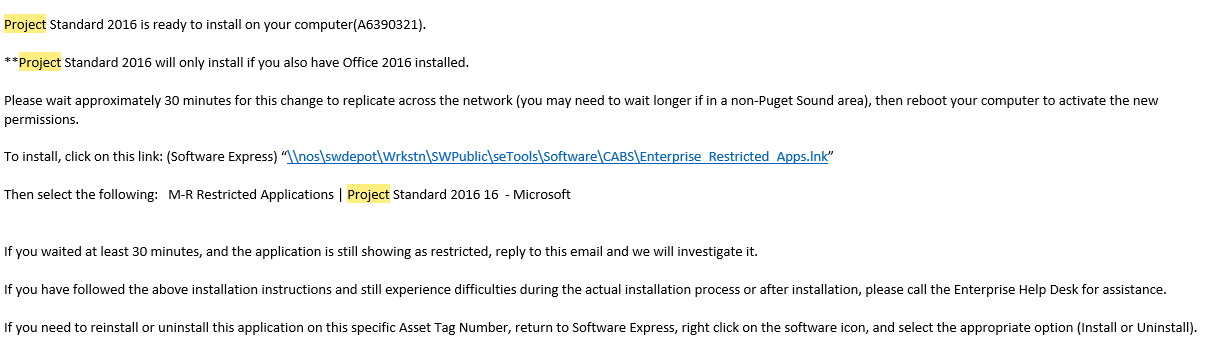 Project Standard 2016 is ready to install on your computer(A6390321).
**Project Standard 2016 will only install if you also have Office 2016 installed.
Please wait approximately 30 minutes for this change to replicate across the network (you may need to wait longer if in a non-Puget Sound area), then reboot your computer to activate the new
permissions.
To install, click on this link: (Software Express) “\\nos\swdepot\Wrkstn\SWPublic\seTools\Software\CABS\Enterprise_Restricted_Apps.lnk”
Then select the following:   M-R Restricted Applications | Project Standard 2016 16  - Microsoft
If you waited at least 30 minutes, and the application is still showing as restricted, reply to this email and we will investigate it.
If you have followed the above installation instructions and still experience difficulties during the actual installation process or after installation, please call the Enterprise Help Desk for assistance.
If you need to reinstall or uninstall this application on this specific Asset Tag Number, return to Software Express, right click on the software icon, and select the appropriate option (Install or Uninstall).